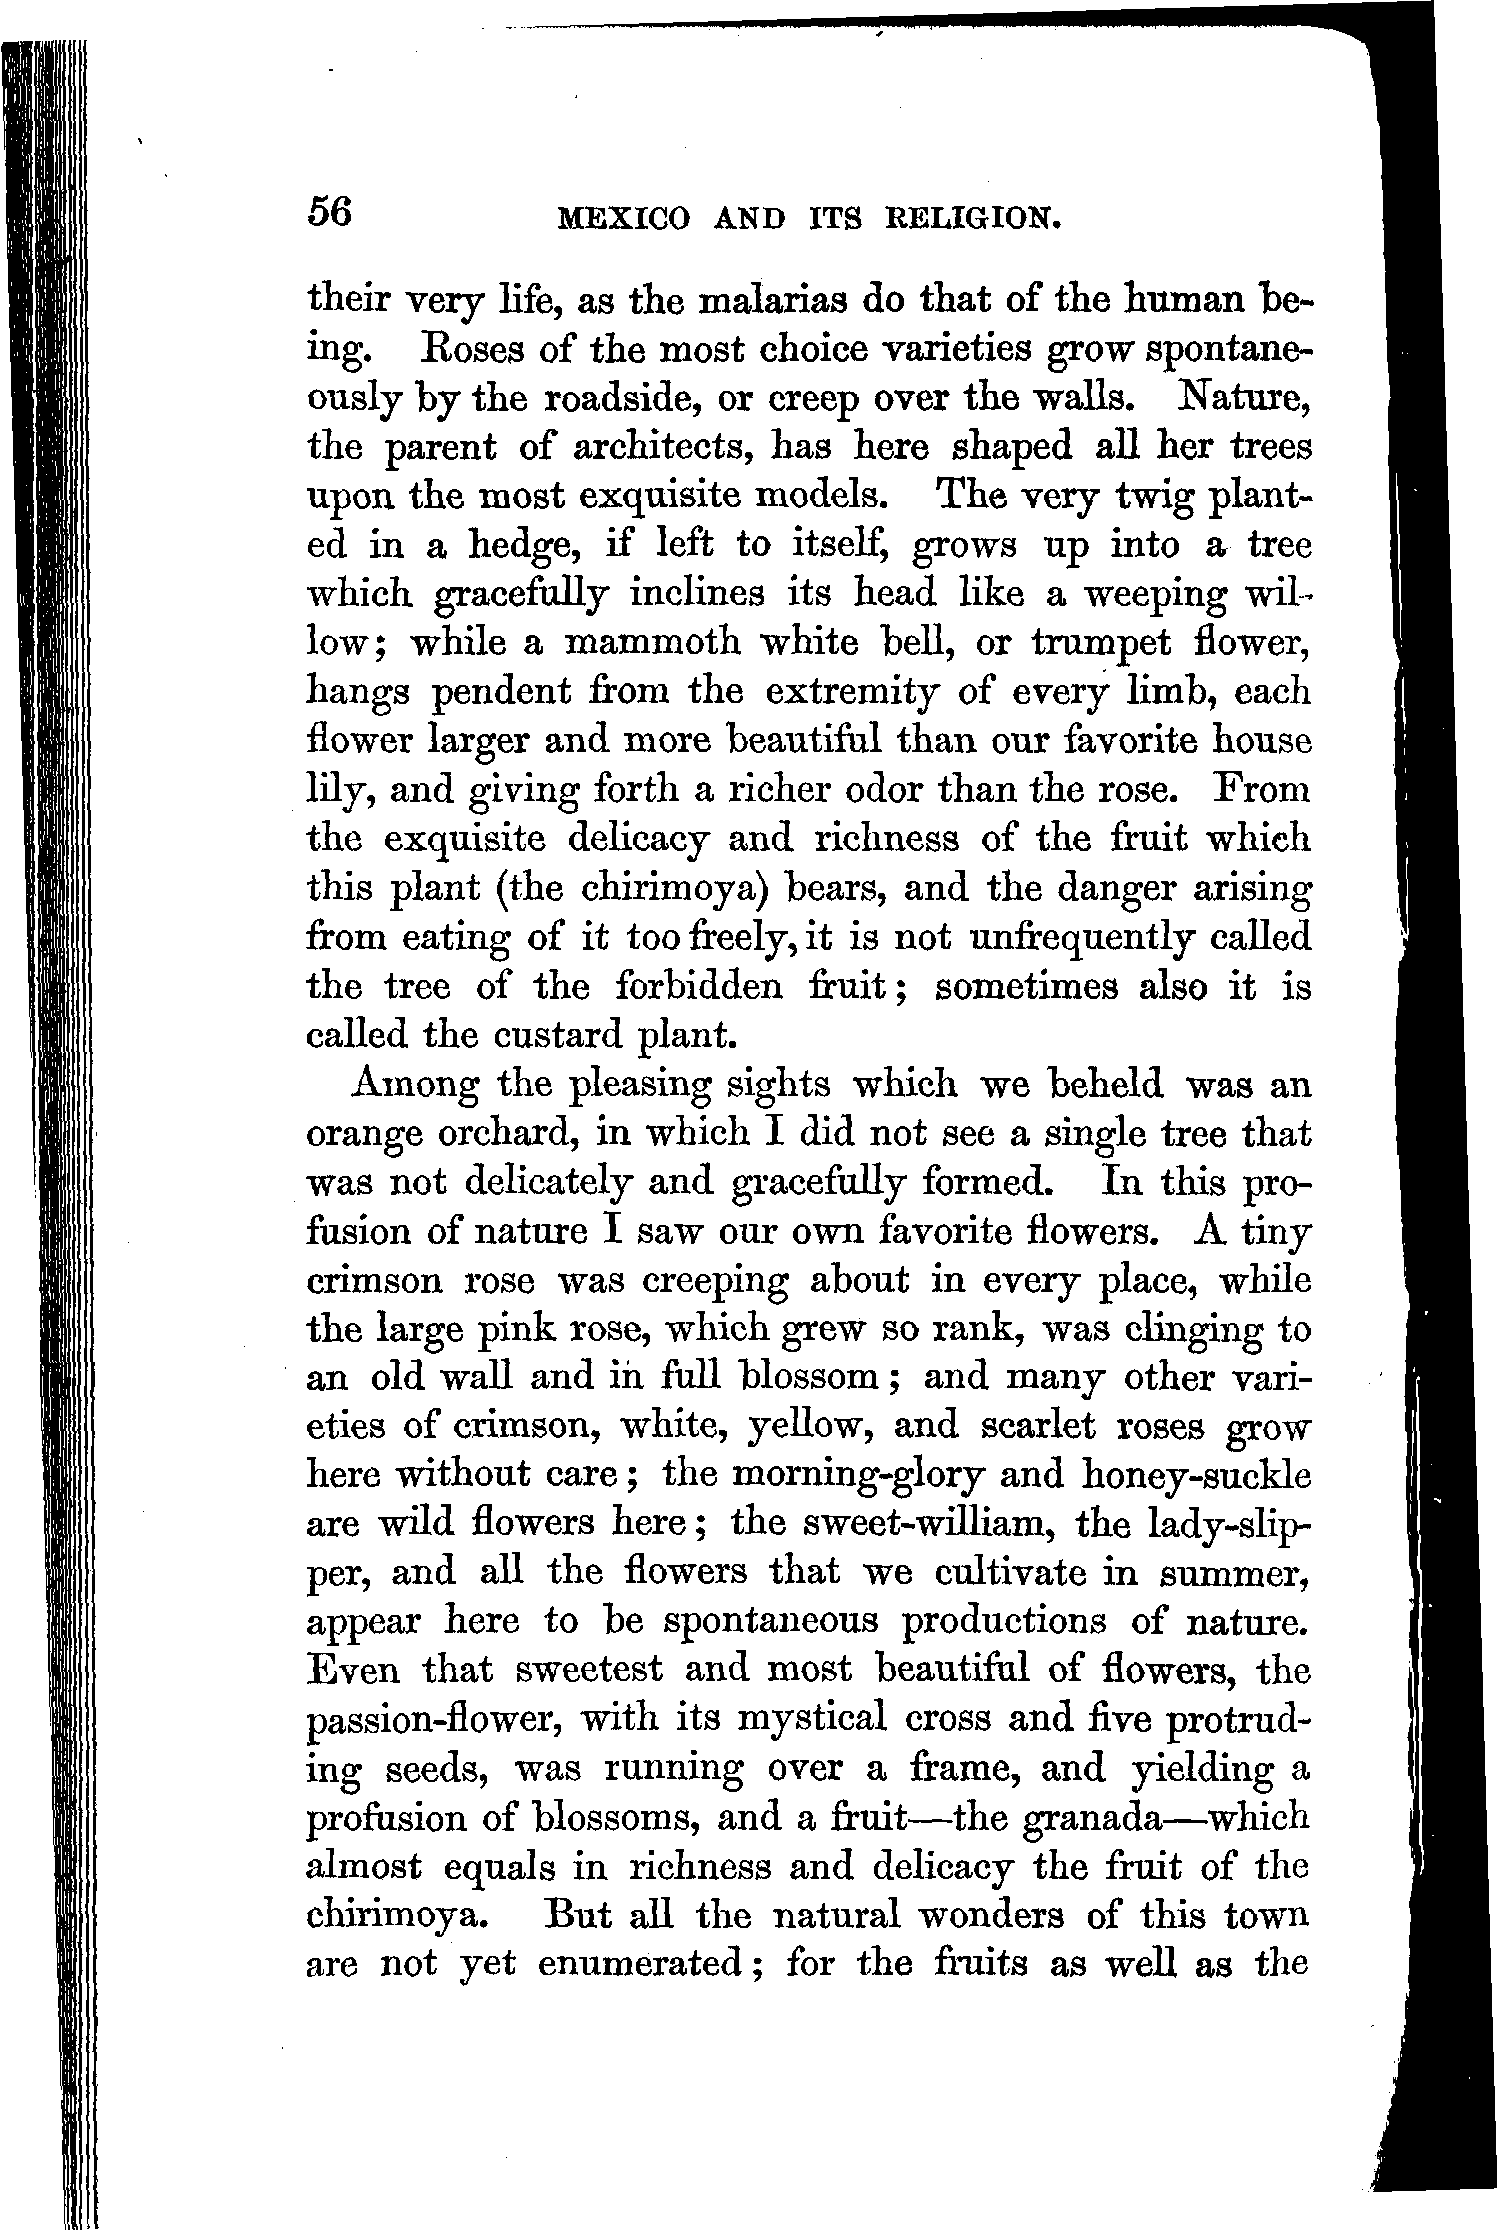 56 MEXICO AND ITS RELIGION.
their very life, as the malarias do that of the human be-
ing. Roses of the most choice varieties grow spontane-
ously by the roadside, or creep over the walls. Nature,
the parent of architects, has here shaped all her trees
upon the most exquisite models. The very twig plant-
ed in a hedge, if left to itself, grows up into a tree
which gracefully inclines its head like a weeping wil-
low; while a mammoth white bell, or trumpet flower,
hangs pendent from the extremity of every limb, each
flower larger and more beautiful than our favorite house
lily, and giving forth a richer odor than the rose. From
the exquisite delicacy and richness of the fruit which
this plant (the chirimoya) bears, and the danger arising
from eating of it too freely, it is not unfrequently called
the tree of the forbidden fruit; sometimes also it is
called the custard plant.
Among the pleasing sights which we beheld was an
orange orchard, in which I did not see a single tree that
was not delicately and gracefully formed. In this pro-
fusion of nature I saw our own favorite flowers. A tiny
crimson rose was creeping about in every place, while
the large pink rose, which grew so rank, was clinging to
an old wall and in full blossom; and many other vari-
eties of crimson, white, yellow, and scarlet roses grow
here without care; the morning-glory and honey-suckle
are wild flowers here; the sweet-william, the lady-slip-
per, and all the flowers that we cultivate in summer,
appear here to be spontaneous productions of nature.
Even that sweetest and most beautiful of flowers, the
passion-flower, with its mystical cross and five protrud-
ing seeds, was running over a frame, and yielding a
profusion of blossoms, and a fruit—the granada—which
almost equals in richness and delicacy the fruit of the
chirimoya. But all the natural wonders of this town
are not yet enumerated; for the fruits as well as the